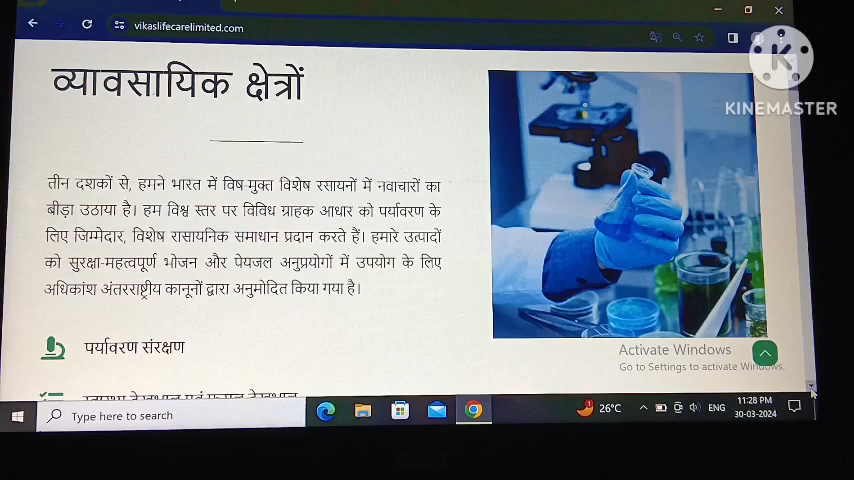 vikaslifecarelimited.com
व्यावसायिक क्षेत्रों
KINEMASTER
तीन दशकों से, हमने भारत में विष-मुक्त विशेष रसायनों में नवाचारों का
बीड़ा उठाया है। हम विश्व स्तर पर विविध ग्राहक आधार को पर्यावरण के
लिए जिम्मेदार, विशेष रासायनिक समाधान प्रदान करते हैं। हमारे उत्पादों
को सुरक्षा-महत्वपूर्ण भोजन और पेयजल अनुप्रयोगों में उपयोग के लिए
अधिकांश अंतरराष्ट्रीय कानूनों द्वारा अनुमोदित किया गया है।
पर्यावरण संरक्षण
Activate Windows
Go to Settings to activate Windows.
Type here to search
1
26°C
ENG
11:28 PM
30-03-2024